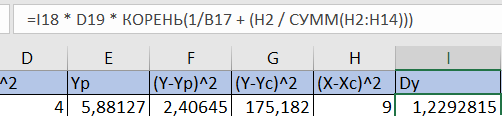 =I18 * D19 * КОРЕНЬ(1/B17 + (H2 / СУММ(H2:H14)))
D E F G H I
^2 Yp (Y-Yp)^2 (Y-Yc)^2 (X-Xc)^2 Dy
4 5,88127 2,40645 175,182 9 1,2292815